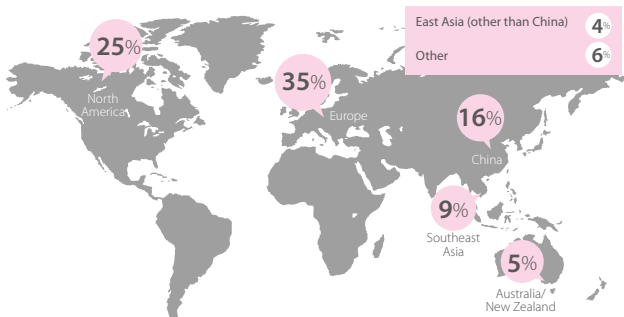 25%
North
America
35%
Europe
East Asia (other than China)
4%
Other
6%
16%
China
9%
Southeast
Asia
5%
Australia/
New Zealand